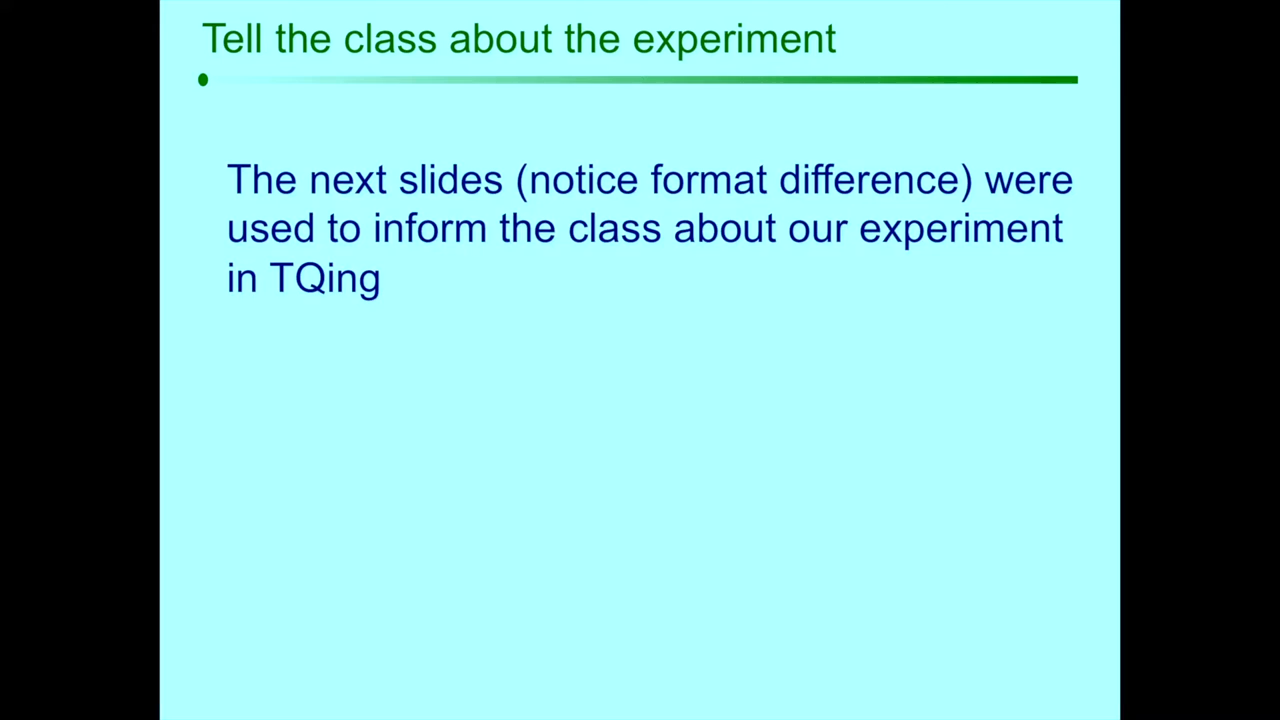 Tell the class about the experiment
The next slides (notice format difference) were
used to inform the class about our experiment
in TQing